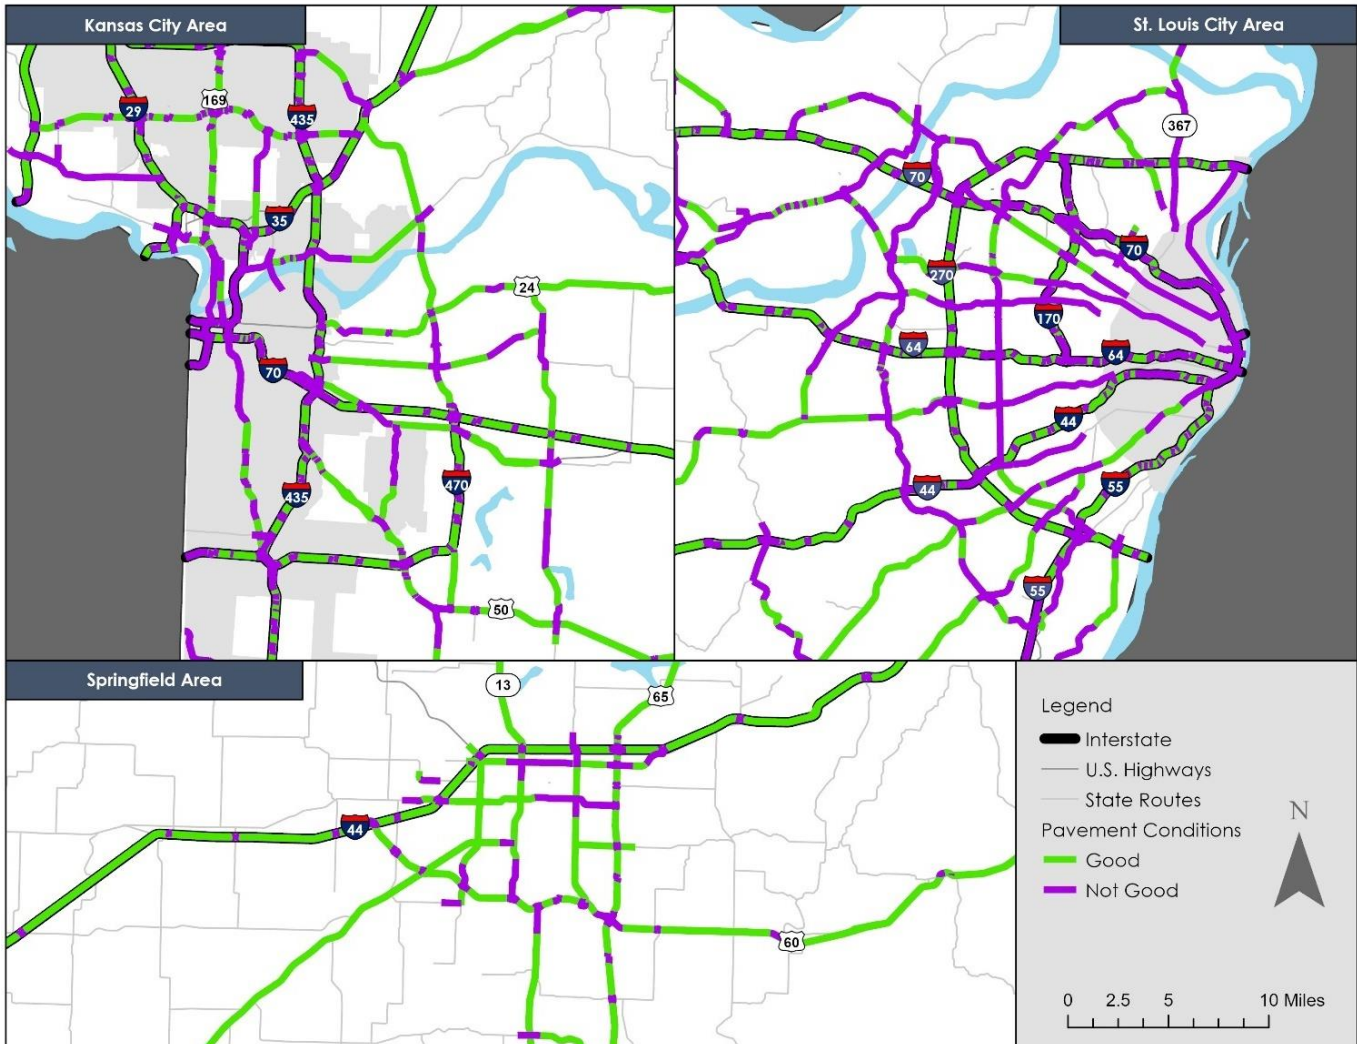 Kansas City Area
St. Louis City Area
29
169
435
367
70
35
70
270
24
170
64
64
70
44
435
470
44
55
55
50
Springfield Area
13
65
44
60
Legend
Interstate
U.S. Highways
State Routes
Pavement Conditions
Good
Not Good
N
0 2.5 5 10 Miles